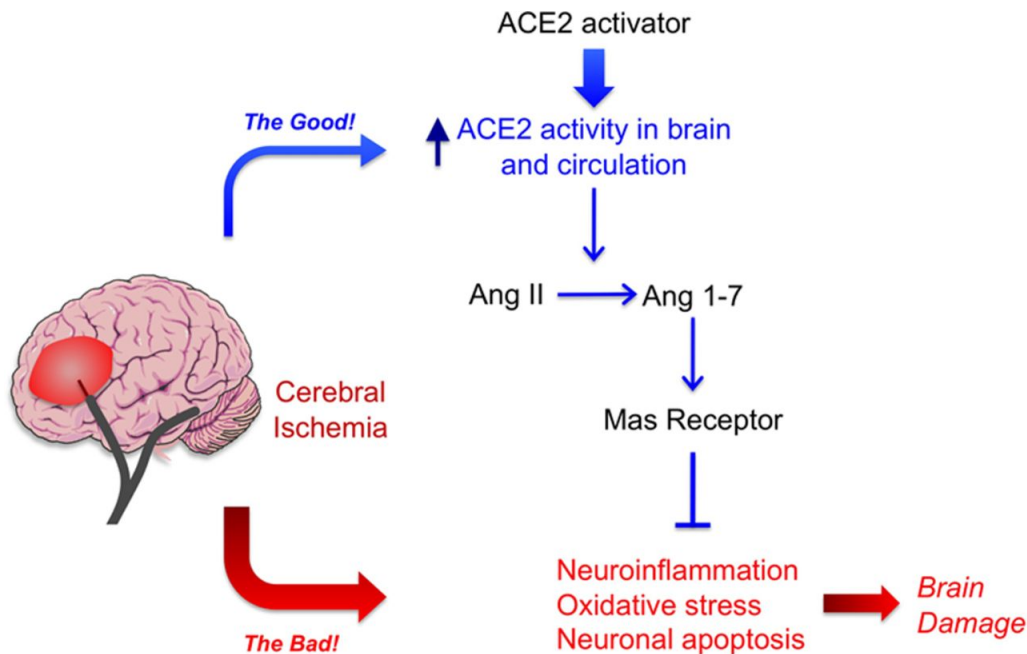 ACE2 activator
The Good!
ACE2 activity in brain
and circulation
Ang II
Ang 1-7
Cerebral
Ischemia
Mas Receptor
Neuroinflammation
Oxidative stress
Neuronal apoptosis
Brain
Damage
The Bad!